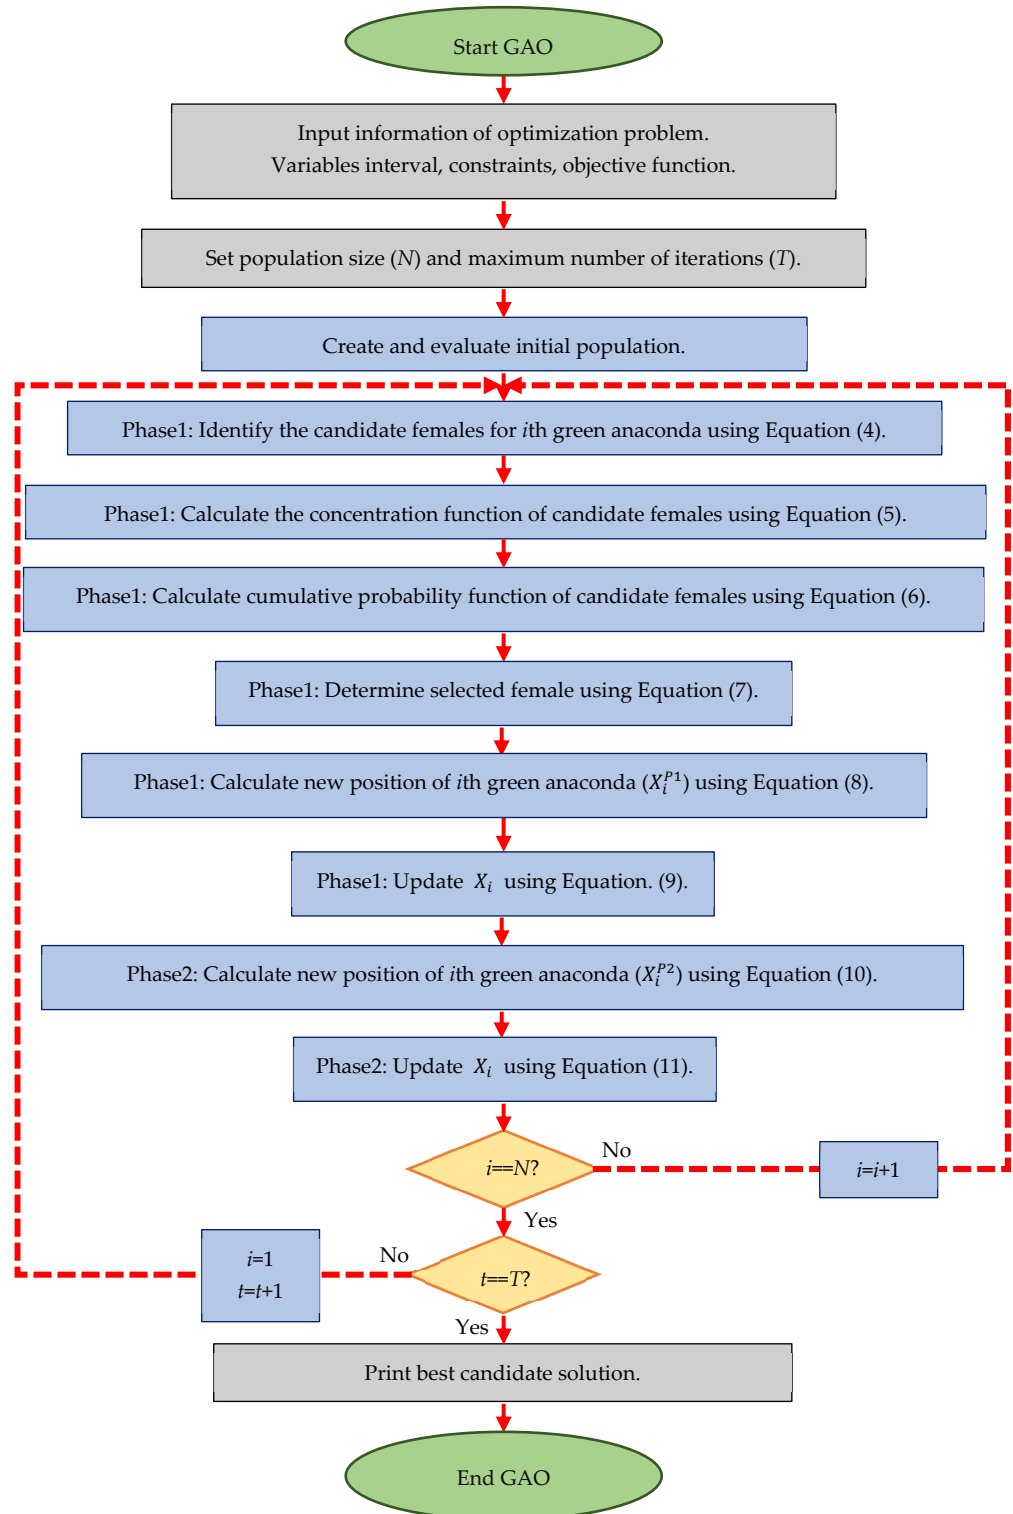 Start GAO
Input information of optimization problem.
Variables interval, constraints, objective function.
Set population size (N) and maximum number of iterations (T).
Create and evaluate initial population.
Phase1: Identify the candidate females for ith green anaconda using Equation (4).
Phase1: Calculate the concentration function of candidate females using Equation (5).
Phase1: Calculate cumulative probability function of candidate females using Equation (6).
Phase1: Determine selected female using Equation (7).
Phase1: Calculate new position of ith green anaconda (X_i^{P1}) using Equation (8).
Phase1: Update X_i using Equation. (9).
Phase2: Calculate new position of ith green anaconda (X_i^{P2}) using Equation (10).
Phase2: Update X_i using Equation (11).
i==N?
No
i=i+1
Yes
i=1
t=t+1
No
t==T?
Yes
Print best candidate solution.
End GAO